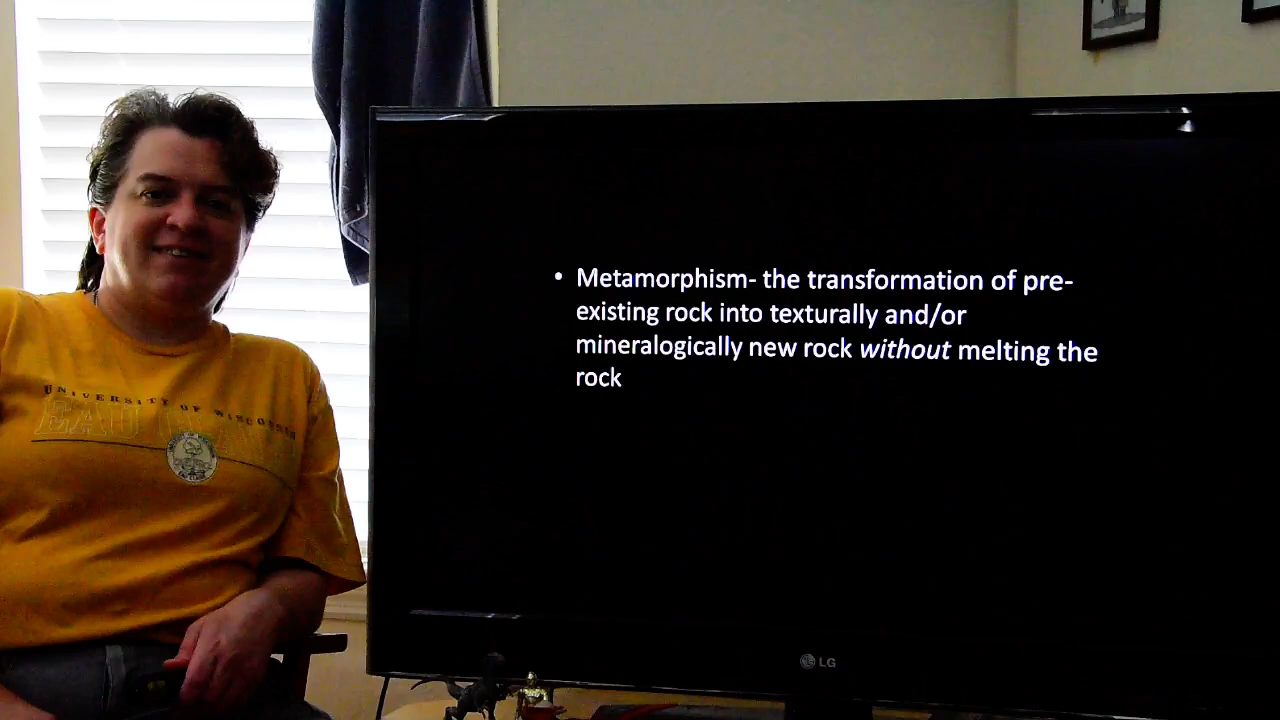 UNIVERSITY OF WISCONSIN
EAU
• Metamorphism- the transformation of pre-
existing rock into texturally and/or
mineralogically new rock without melting the
rock
LG